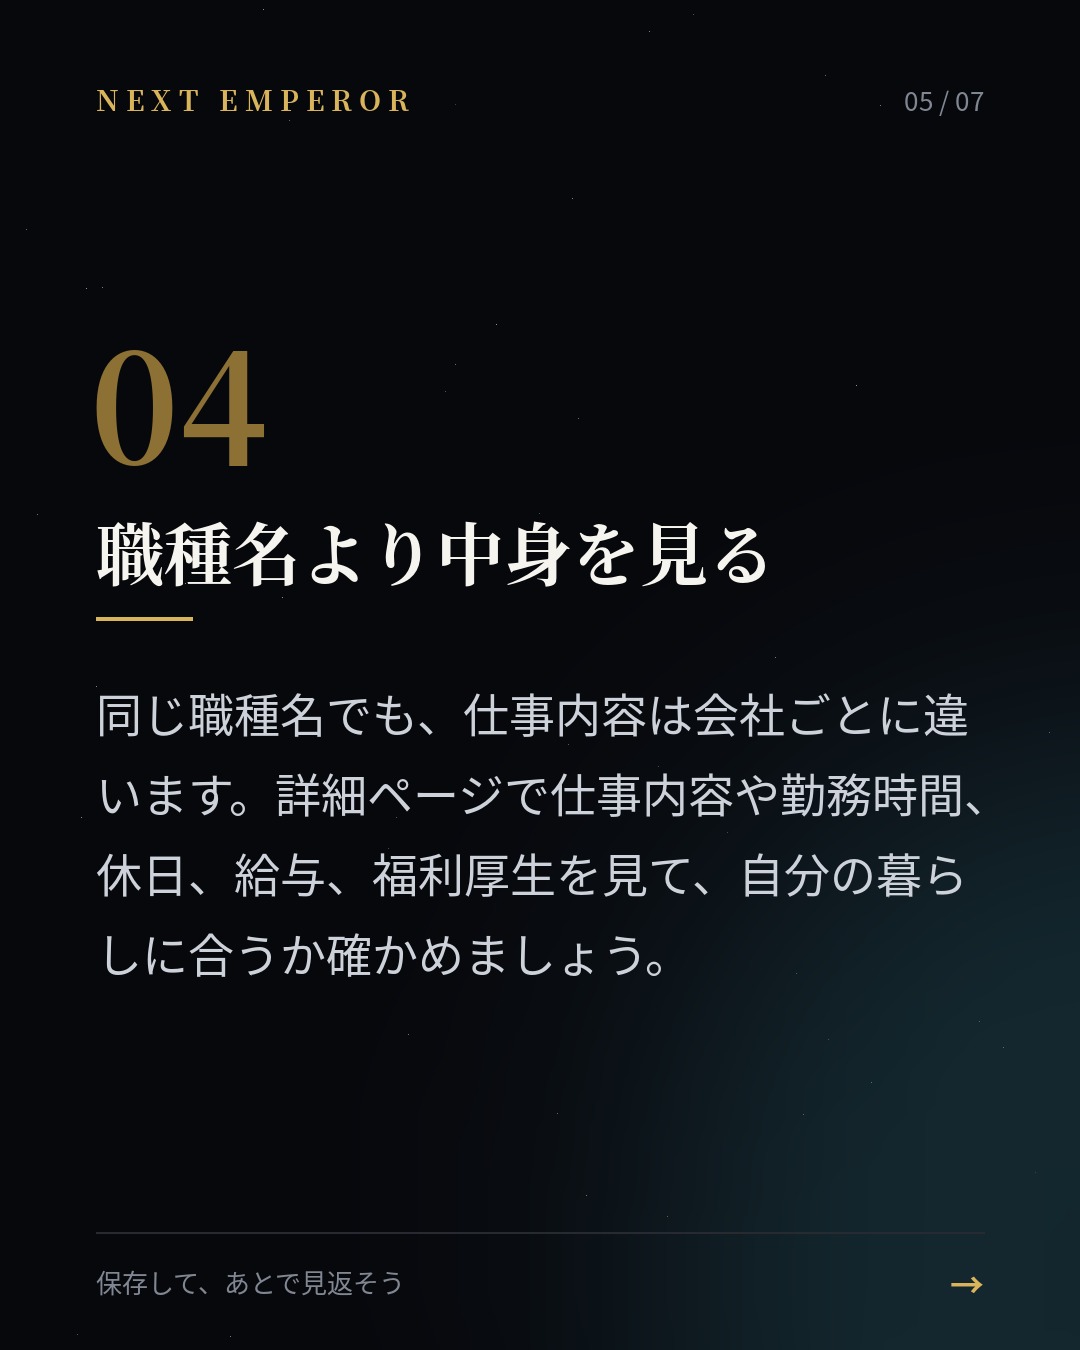 NEXT EMPEROR
05 / 07
04
職種名より中身を見る
同じ職種名でも、仕事内容は会社ごとに違
います。詳細ページで仕事内容や勤務時間、
休日、給与、福利厚生を見て、自分の暮ら
しに合うか確かめましょう。
保存して、あとで見返そう
→